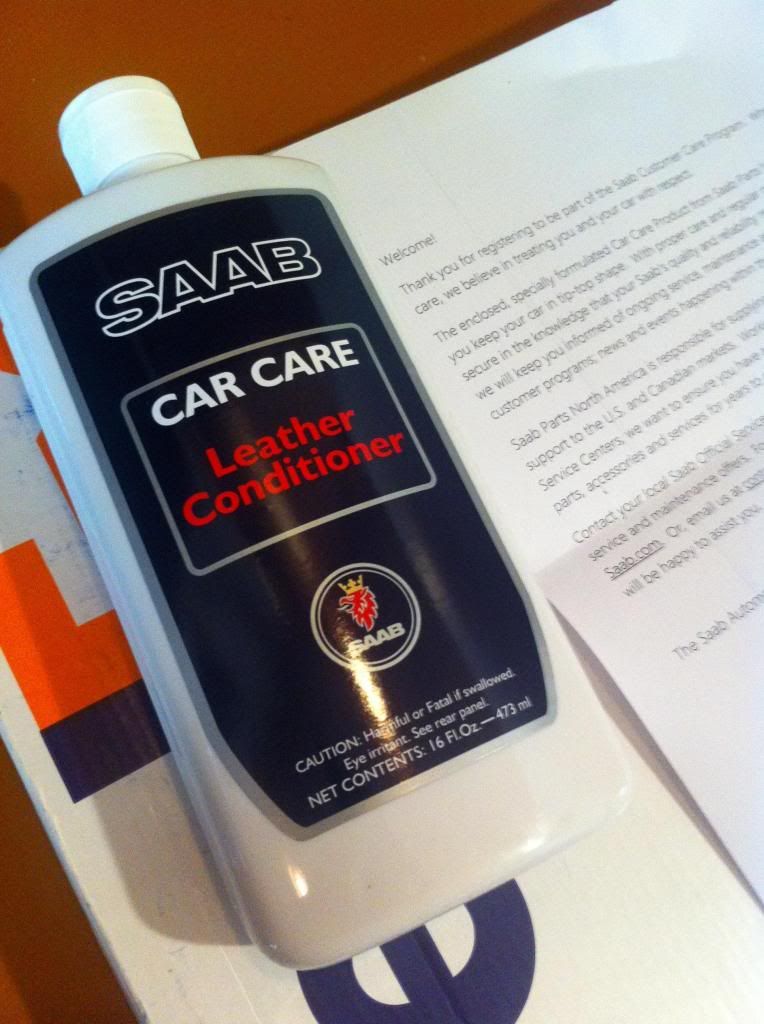 SAAB
CAR CARE
Leather
Conditioner
SAAB
CAUTION: Harmful or Fatal if swallowed.
Eye irritant. See rear panel.
NET CONTENTS: 16 Fl.Oz.—473 ml
Welcome!
Thank you for registering to be part of the Saab Customer Care Program.
care, we believe in treating you and your car with respect.
The enclosed, specially formulated Car Care Product from Saab Parts
you keep your car in tip-top shape. With proper care and regular
secure in the knowledge that your Saab's quality and reliability
we will keep you informed of ongoing service, maintenance
customer programs; news and events happening within
Saab Parts North America is responsible for supplying
support to the U.S. and Canadian markets.
Service Centers, we want to ensure you have
parts, accessories and services for years to
Contact your local Saab Official Service
service and maintenance offers.
Saab.com. Or, email us at
will be happy to assist you.
The Saab
e